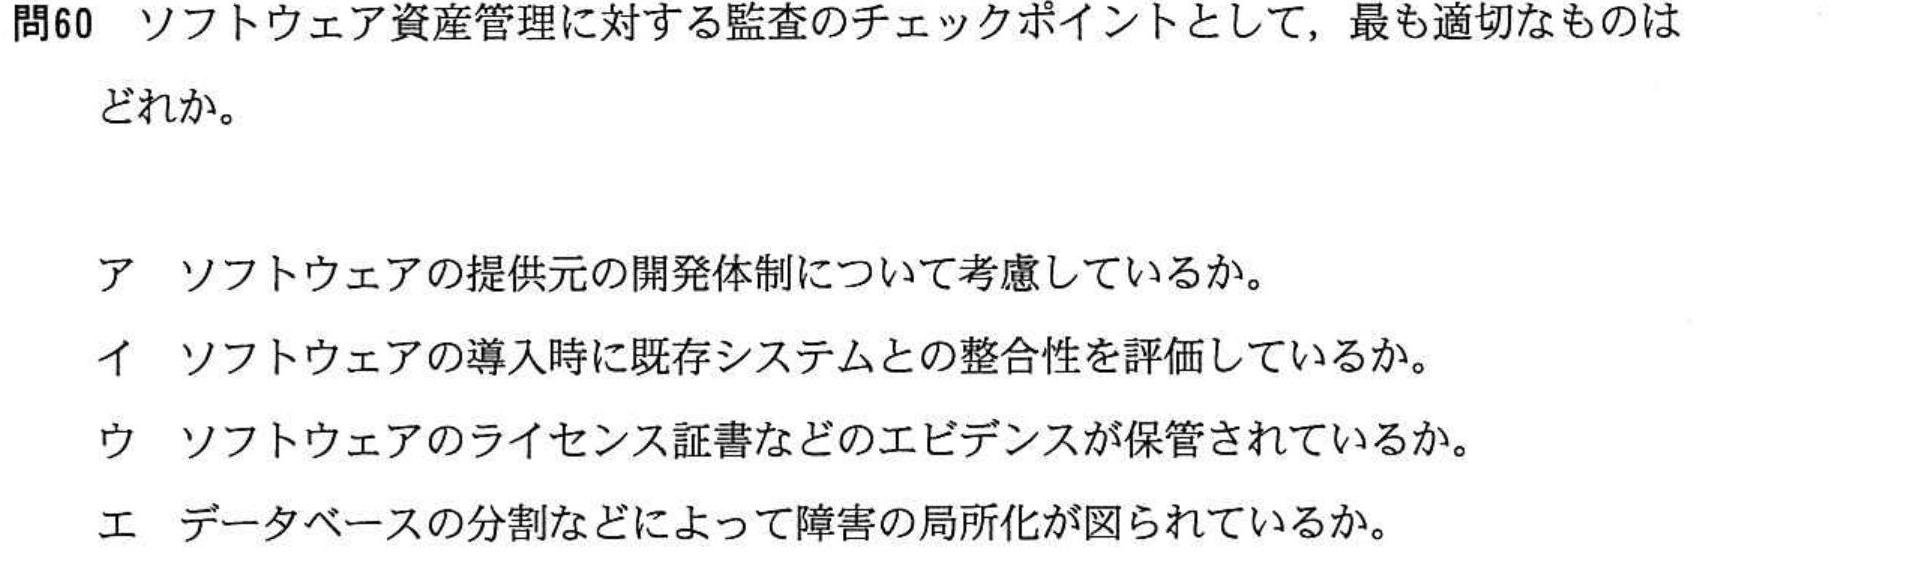 問60　ソフトウェア資産管理に対する監査のチェックポイントとして，最も適切なものは
どれか。
ア　ソフトウェアの提供元の開発体制について考慮しているか。
イ　ソフトウェアの導入時に既存システムとの整合性を評価しているか。
ウ　ソフトウェアのライセンス証書などのエビデンスが保管されているか。
エ　データベースの分割などによって障害の局所化が図られているか。